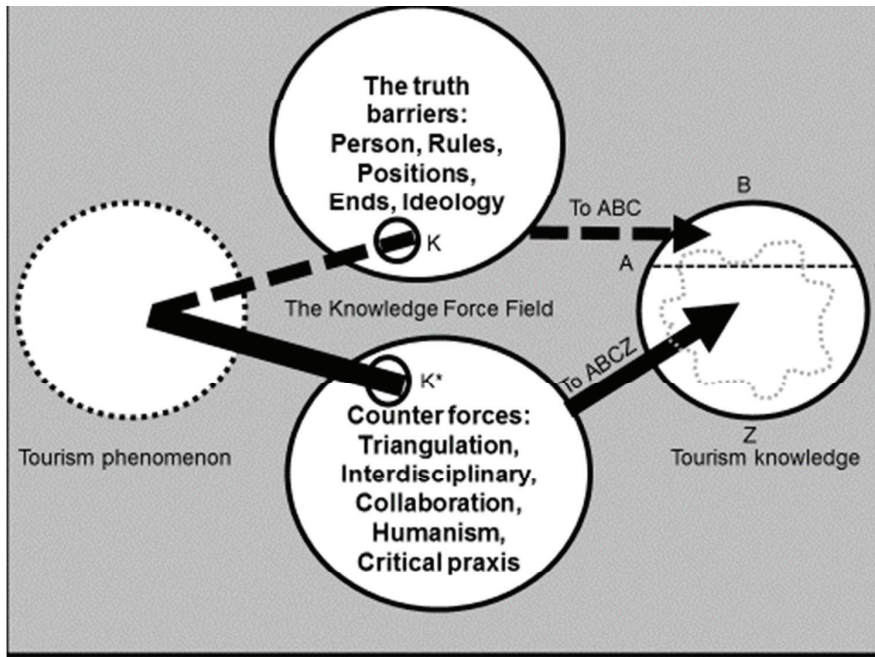 The truth
barriers:
Person, Rules,
Positions,
Ends, Ideology
K
To ABC
B
A
The Knowledge Force Field
K*
To ABCZ
Counter forces:
Triangulation,
Interdisciplinary,
Collaboration,
Humanism,
Critical praxis
Z
Tourism phenomenon
Tourism knowledge